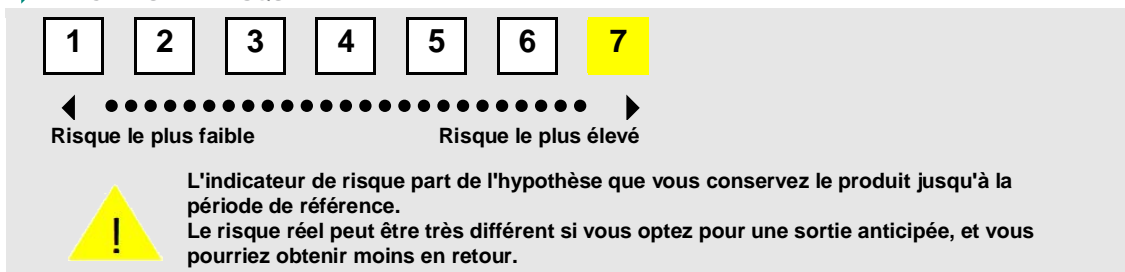 1 2 3 4 5 6 7
Risque le plus faible Risque le plus élevé
L'indicateur de risque part de l'hypothèse que vous conservez le produit jusqu'à la
période de référence.
Le risque réel peut être très différent si vous optez pour une sortie anticipée, et vous
! pourriez obtenir moins en retour.